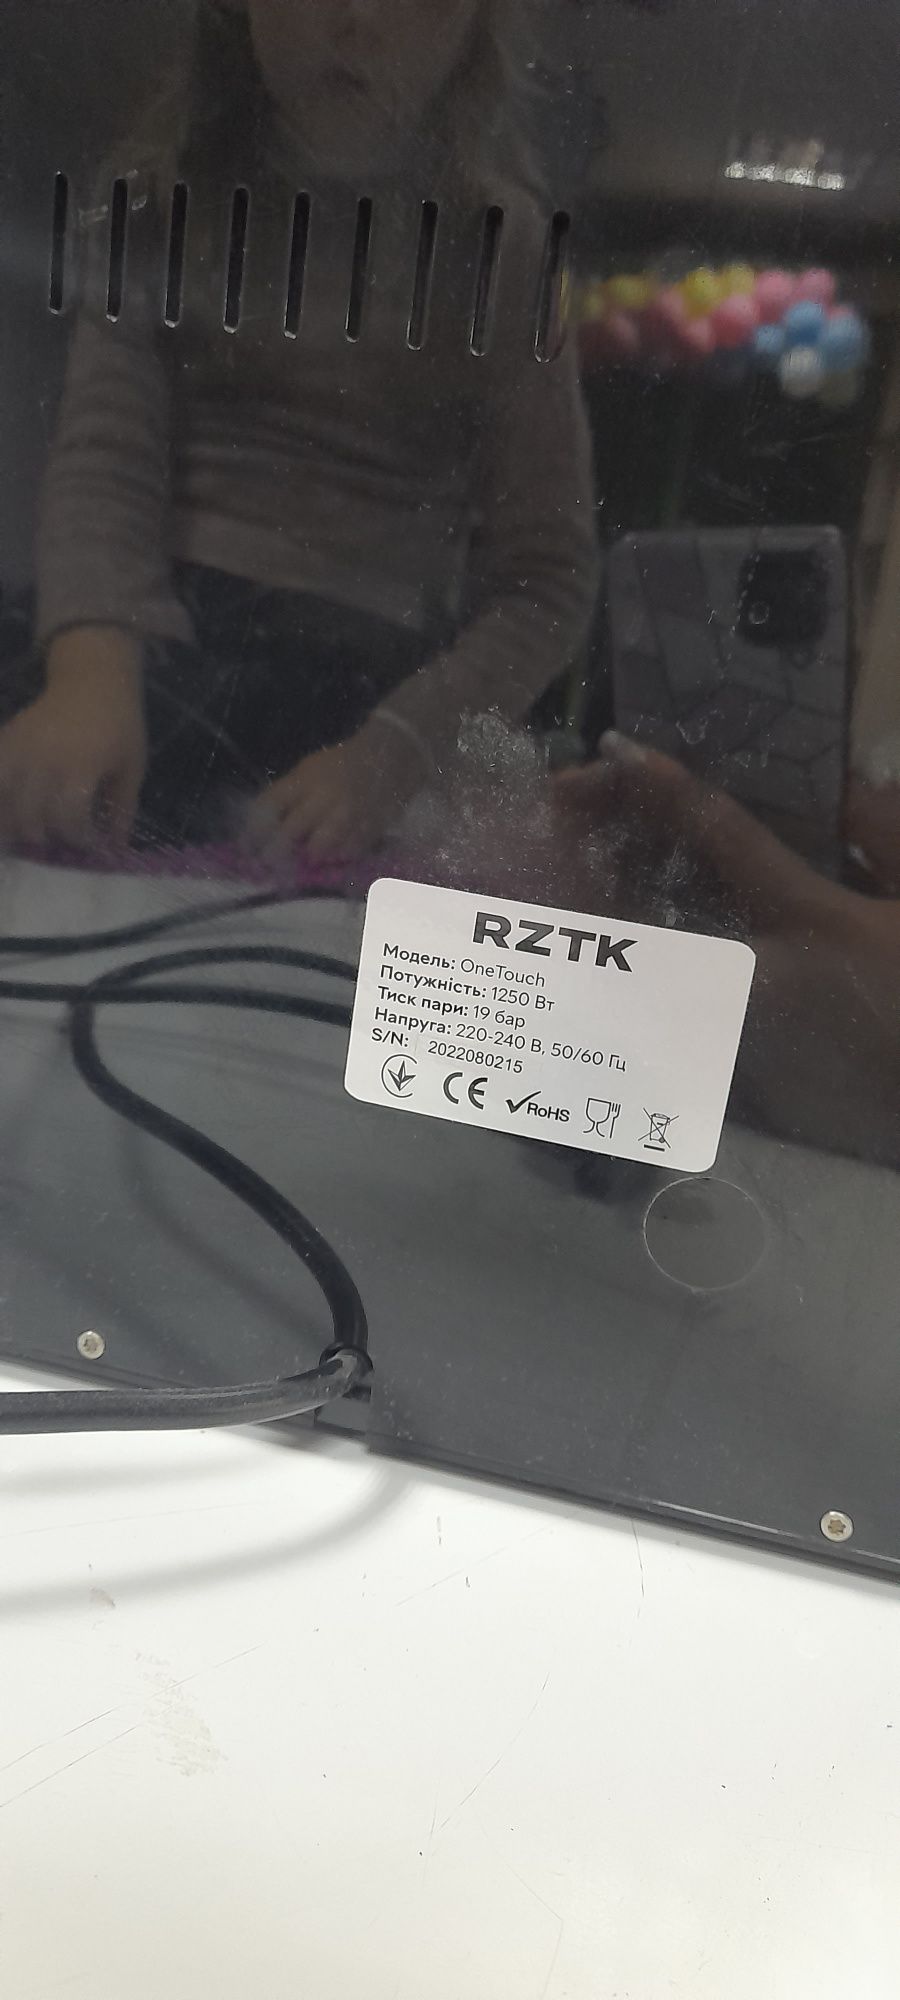 RZTK
Модель: OneTouch
Потужність: 1250 Вт
Тиск пари: 19 бар
Напруга: 220-240 В, 50/60 Гц
S/N: 2022080215
CE RoHS